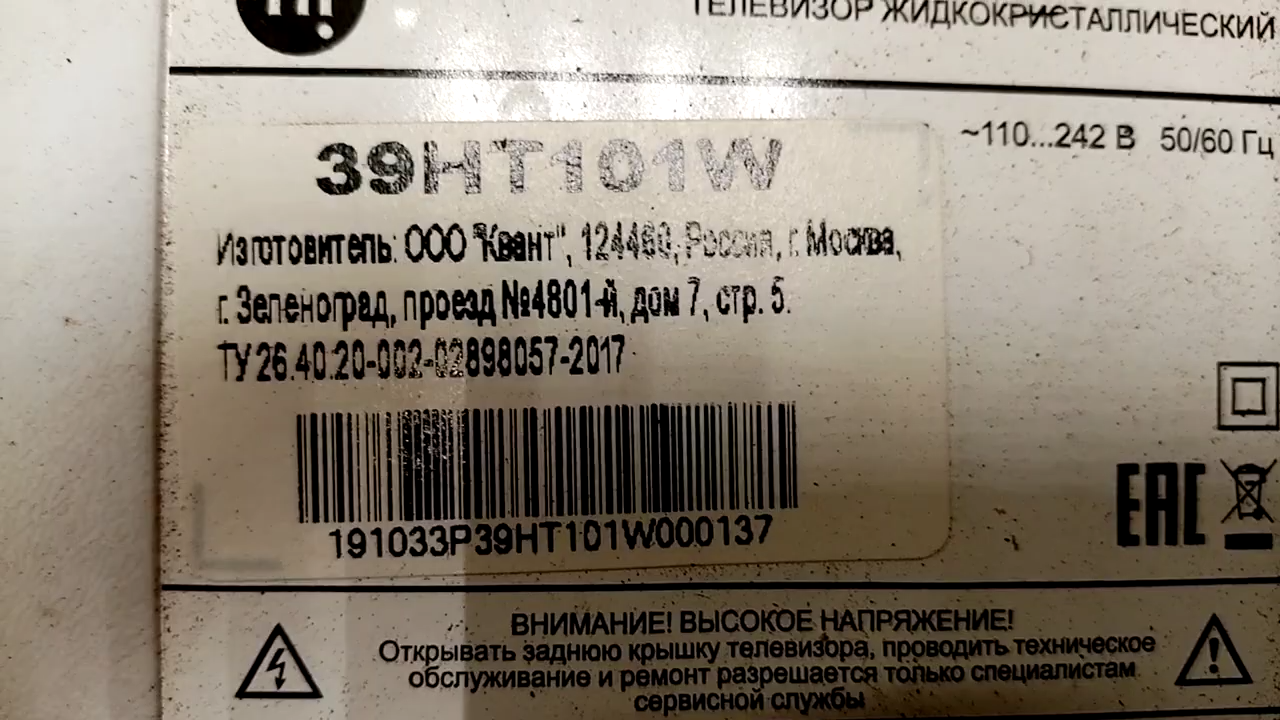 ТЕЛЕВИЗОР ЖИДКОКРИСТАЛЛИЧЕСКИЙ
~110...242 В 50/60 Гц
39HT101W
Изготовитель: ООО "Квант", 124460, Россия, г. Москва,
г. Зеленоград, проезд №4801-й, дом 7, стр. 5.
ТУ 26.40.20-002-02898057-2017
191033P39HT101W000137
EAC
ВНИМАНИЕ! ВЫСОКОЕ НАПРЯЖЕНИЕ!
Открывать заднюю крышку телевизора, проводить техническое
обслуживание и ремонт разрешается только специалистам
сервисной службы